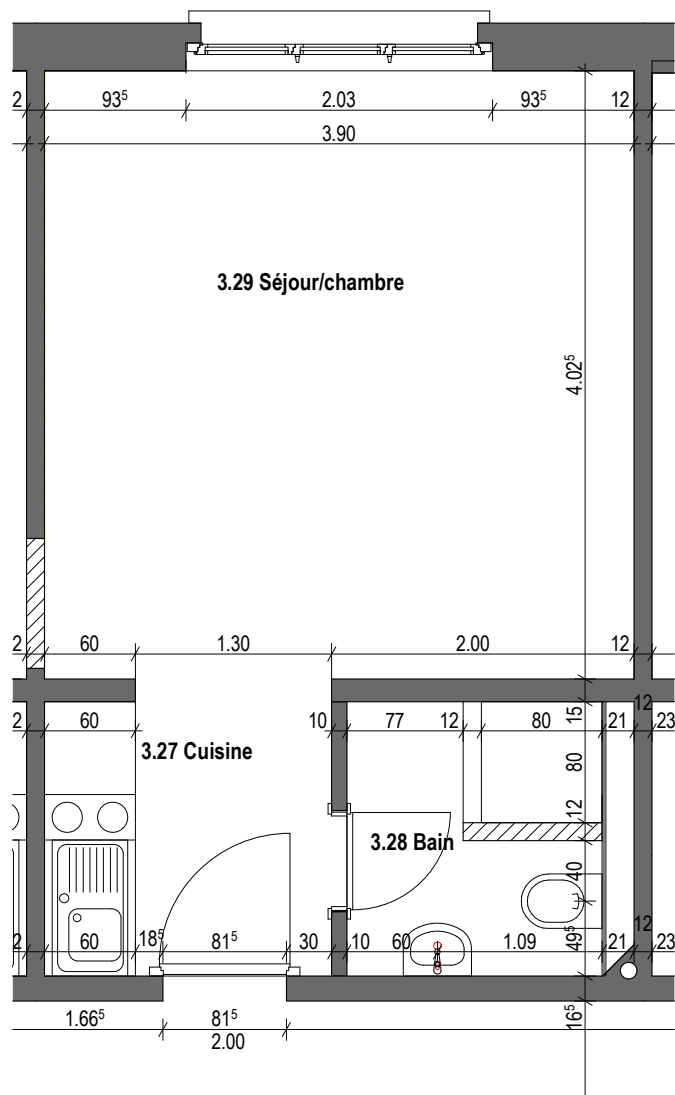 2 93⁵ 2.03 93⁵ 12
3.90
3.29 Séjour/chambre
4.02⁵
2 60 1.30 2.00 12
12
2 60 10 77 12 80 15 21 23
3.27 Cuisine
80
3.28 Bain
12
40
12
2 60 18⁵ 81⁵ 30 10 60 1.09 49⁵ 21 23
1.66⁵ 81⁵ 16⁵
2.00